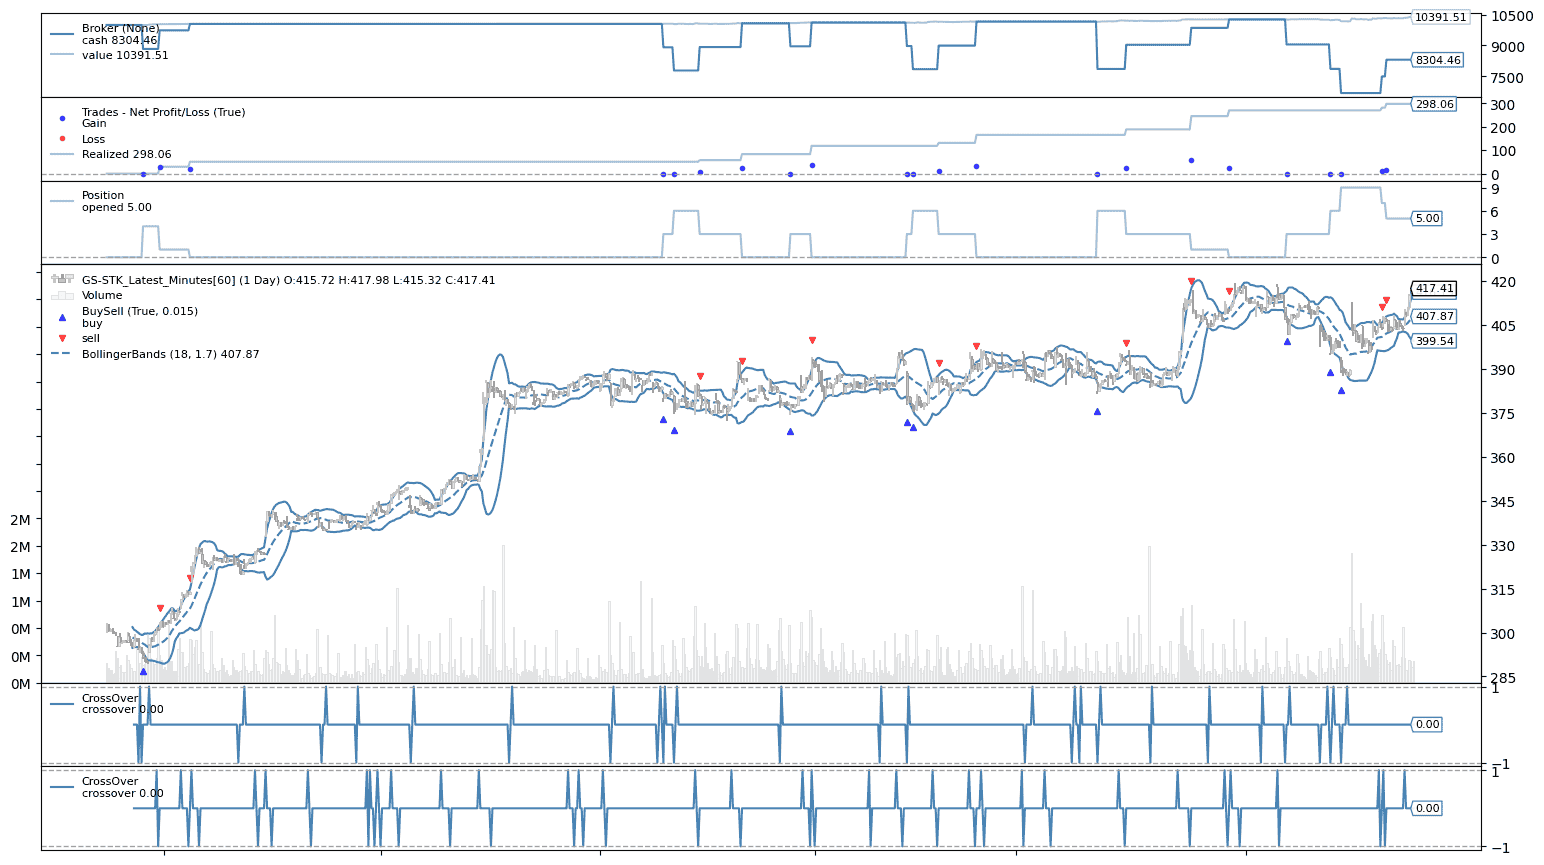 Broker (None)
cash 8304.46
value 10391.51
10391.51
8304.46
10500
9000
7500
Trades - Net Profit/Loss (True)
Gain
Loss
Realized 298.06
298.06
300
200
100
0
Position
opened 5.00
5.00
9
6
3
0
GS-STK_Latest_Minutes[60] (1 Day) O:415.72 H:417.98 L:415.32 C:417.41
Volume
BuySell (True, 0.015)
buy
sell
BollingerBands (18, 1.7) 407.87
417.41
407.87
399.54
420
405
390
375
360
345
330
315
300
285
2M
2M
1M
1M
0M
0M
0M
CrossOver
crossover 0.00
0.00
1
−1
CrossOver
crossover 0.00
0.00
1
−1